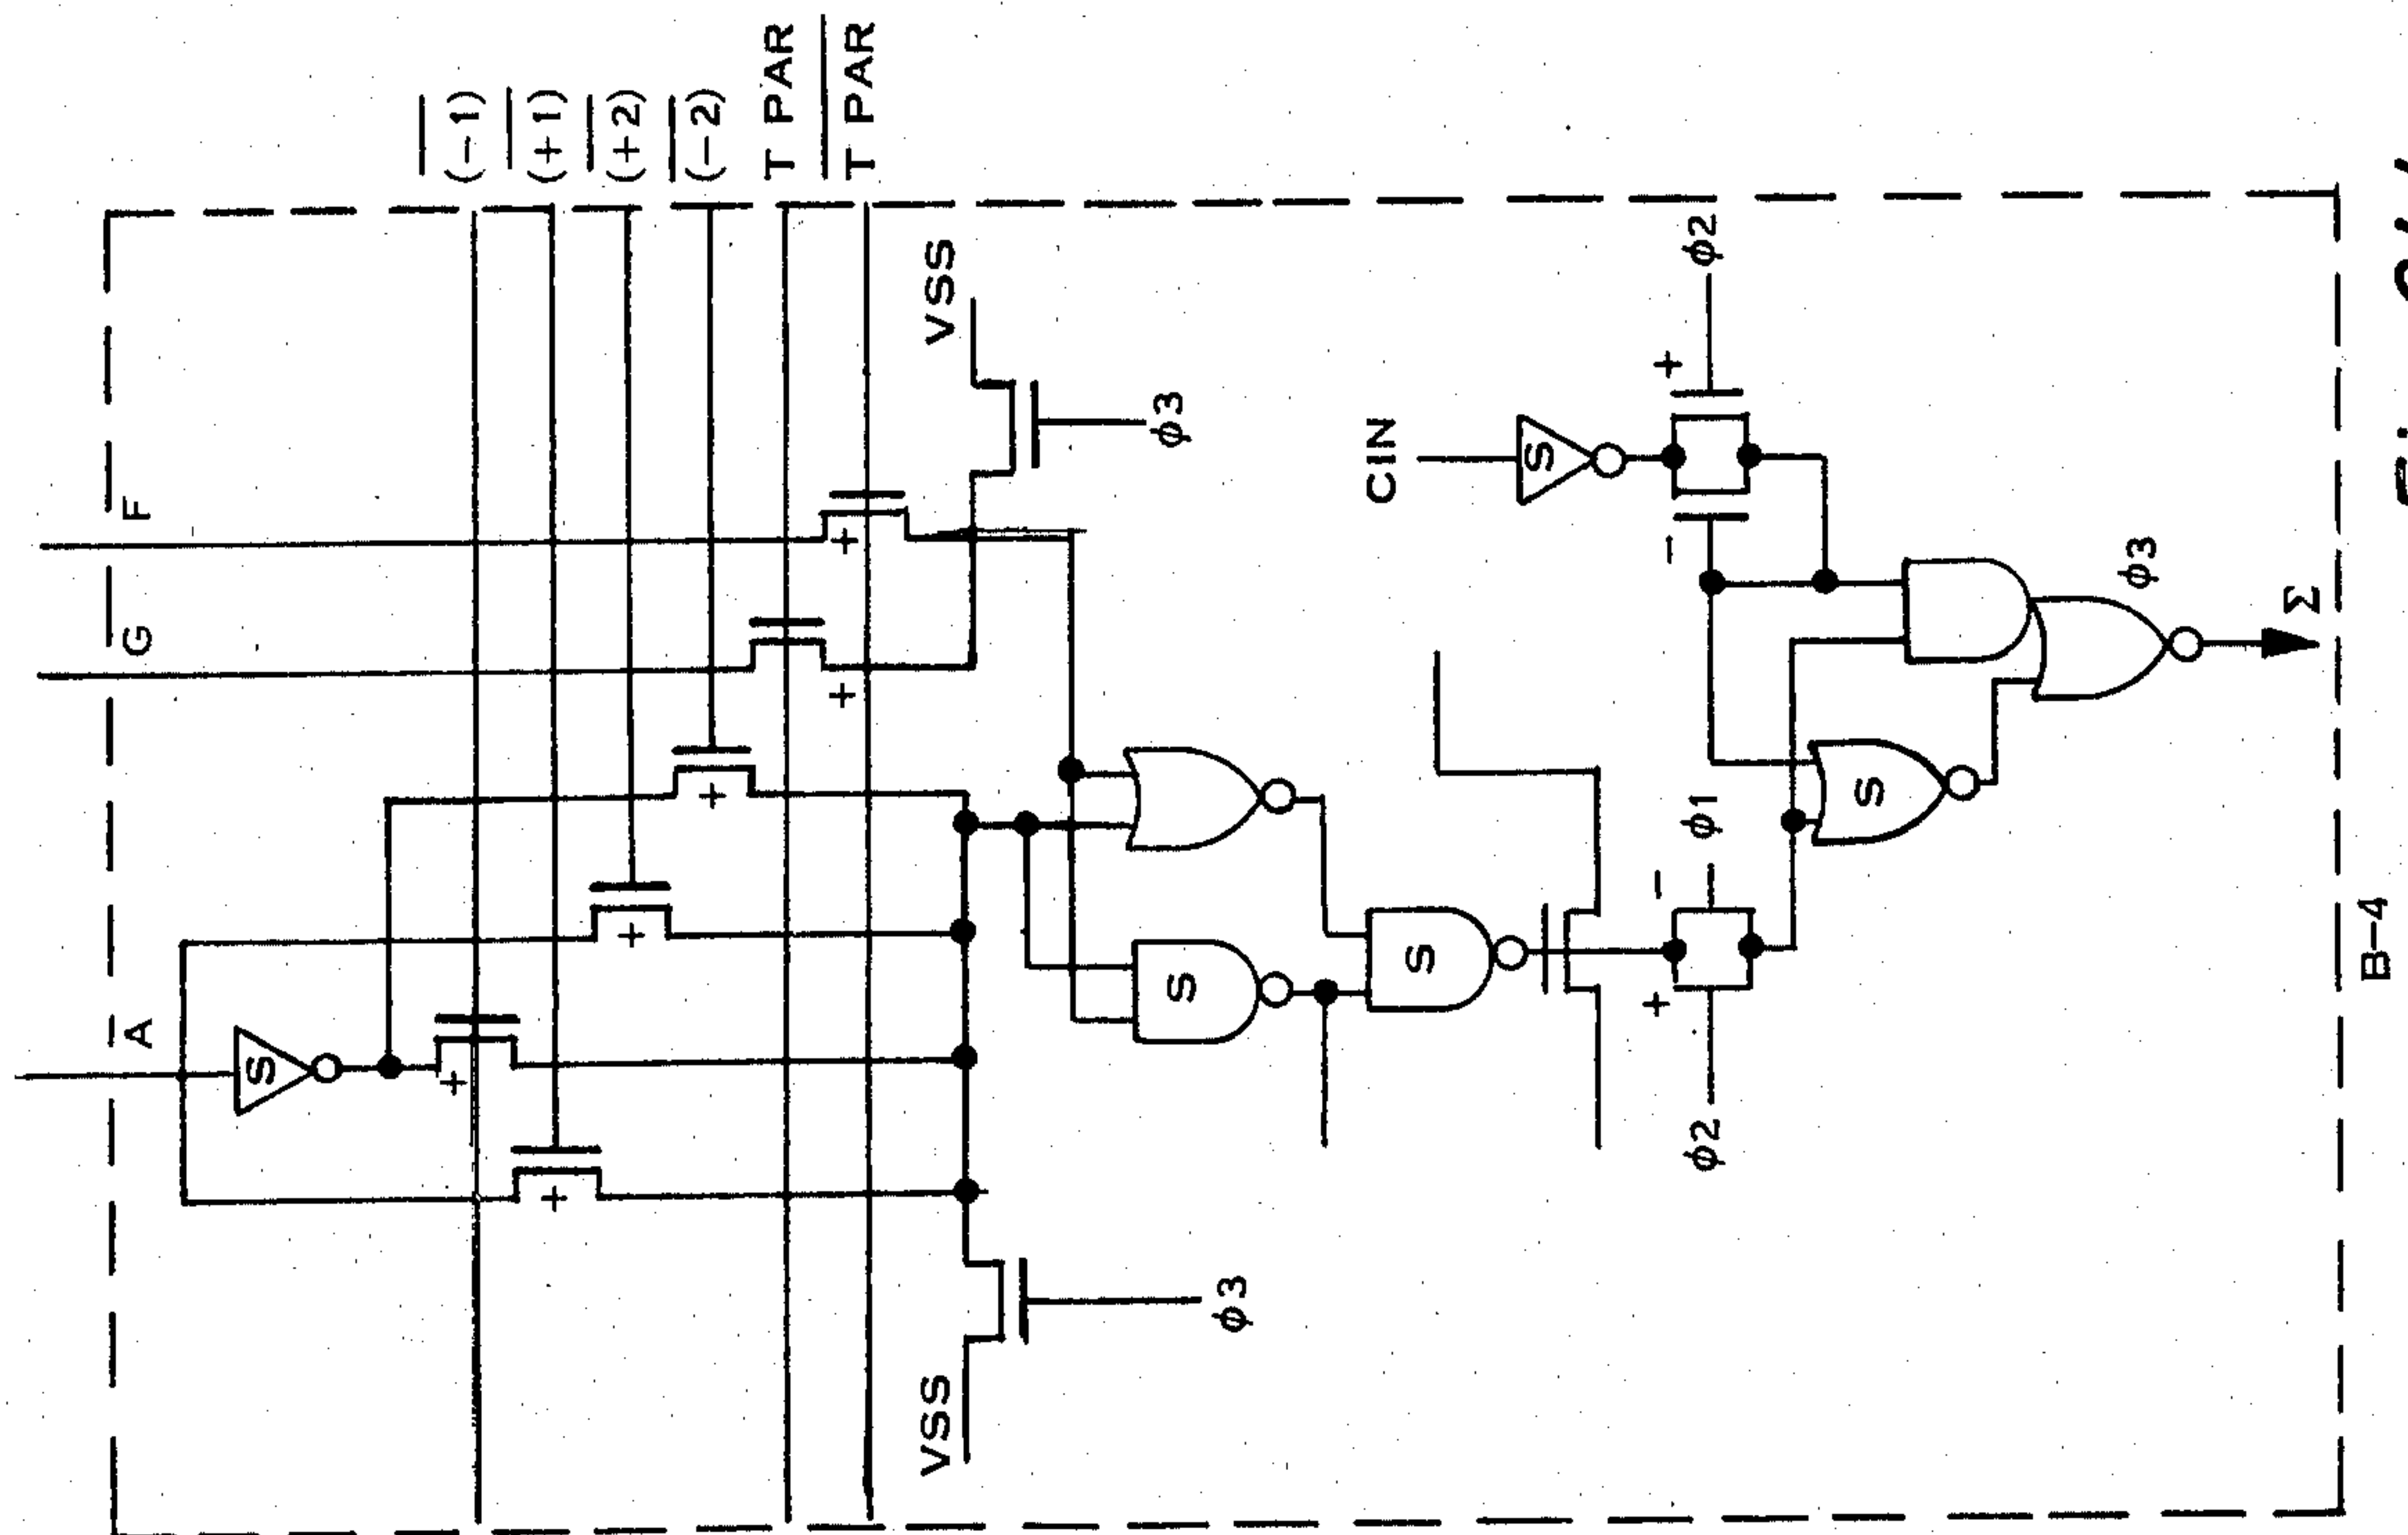 (-1)
(+1)
(+2)
(-2)
T PAR
T PAR
F
G
A
S
VSS
φ3
VSS
φ3
CIN
S
+
φ2
-
+
+
+
+
+
+
S
S
-
φ1
+
φ2
S
φ3
Σ
B-4